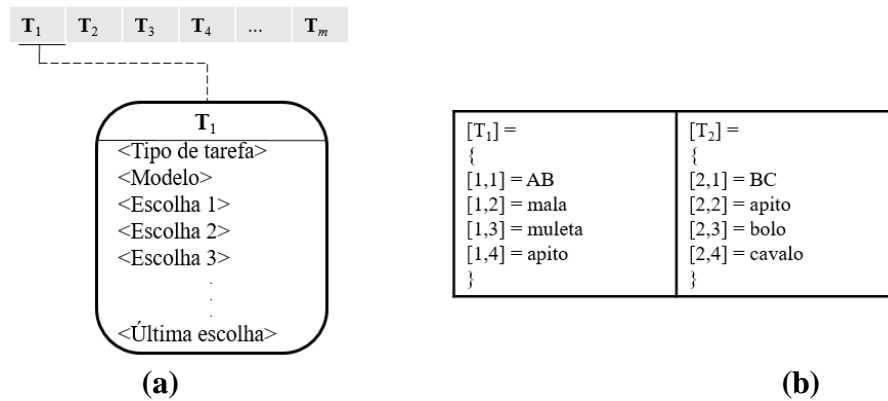 T1 T2 T3 T4 ... Tm
T1
<Tipo de tarefa>
<Modelo>
<Escolha 1>
<Escolha 2>
<Escolha 3>
.
.
.
<Última escolha>
(a)
[T1] =
{
[1,1] = AB
[1,2] = mala
[1,3] = muleta
[1,4] = apito
}
[T2] =
{
[2,1] = BC
[2,2] = apito
[2,3] = bolo
[2,4] = cavalo
}
(b)